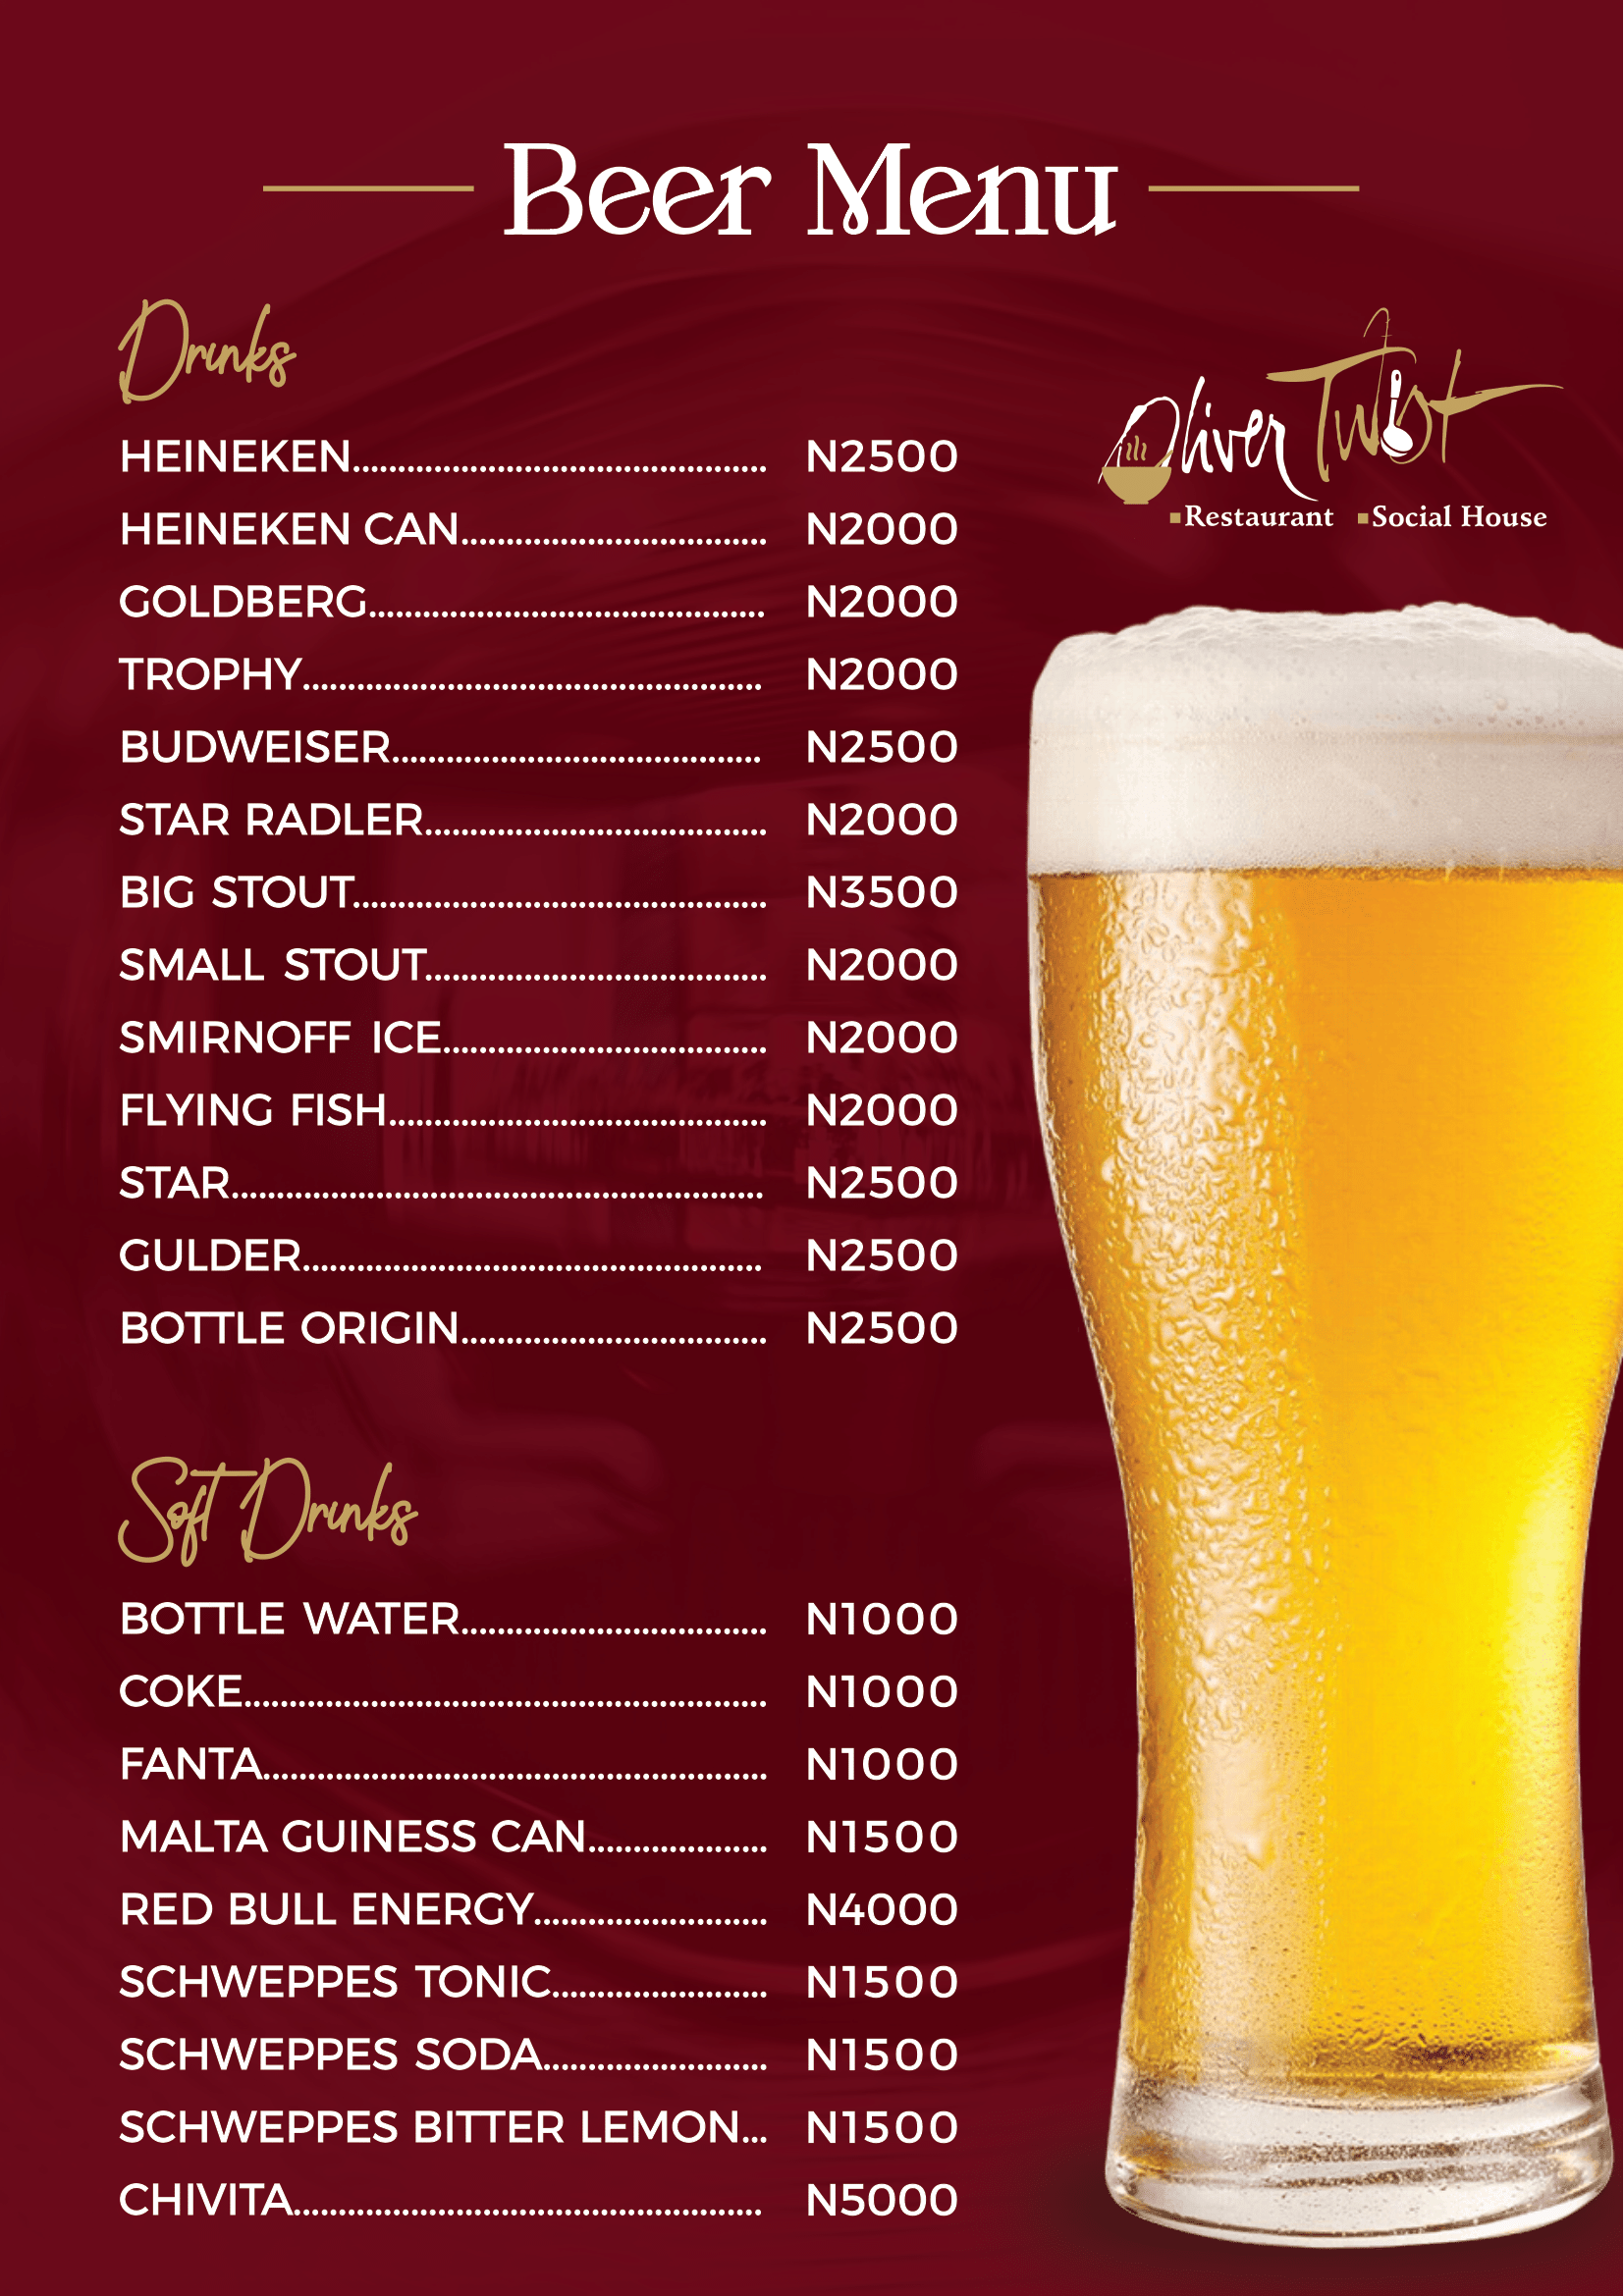 Beer Menu
Drinks
Oliver Twist
▪Restaurant ▪Social House
HEINEKEN.............................................. N2500
HEINEKEN CAN.................................. N2000
GOLDBERG............................................ N2000
TROPHY................................................... N2000
BUDWEISER......................................... N2500
STAR RADLER...................................... N2000
BIG STOUT.............................................. N3500
SMALL STOUT...................................... N2000
SMIRNOFF ICE.................................... N2000
FLYING FISH.......................................... N2000
STAR........................................................... N2500
GULDER................................................... N2500
BOTTLE ORIGIN.................................. N2500
Soft Drinks
BOTTLE WATER.................................. N1000
COKE.......................................................... N1000
FANTA........................................................ N1000
MALTA GUINESS CAN.................... N1500
RED BULL ENERGY.......................... N4000
SCHWEPPES TONIC........................ N1500
SCHWEPPES SODA......................... N1500
SCHWEPPES BITTER LEMON... N1500
CHIVITA.................................................... N5000